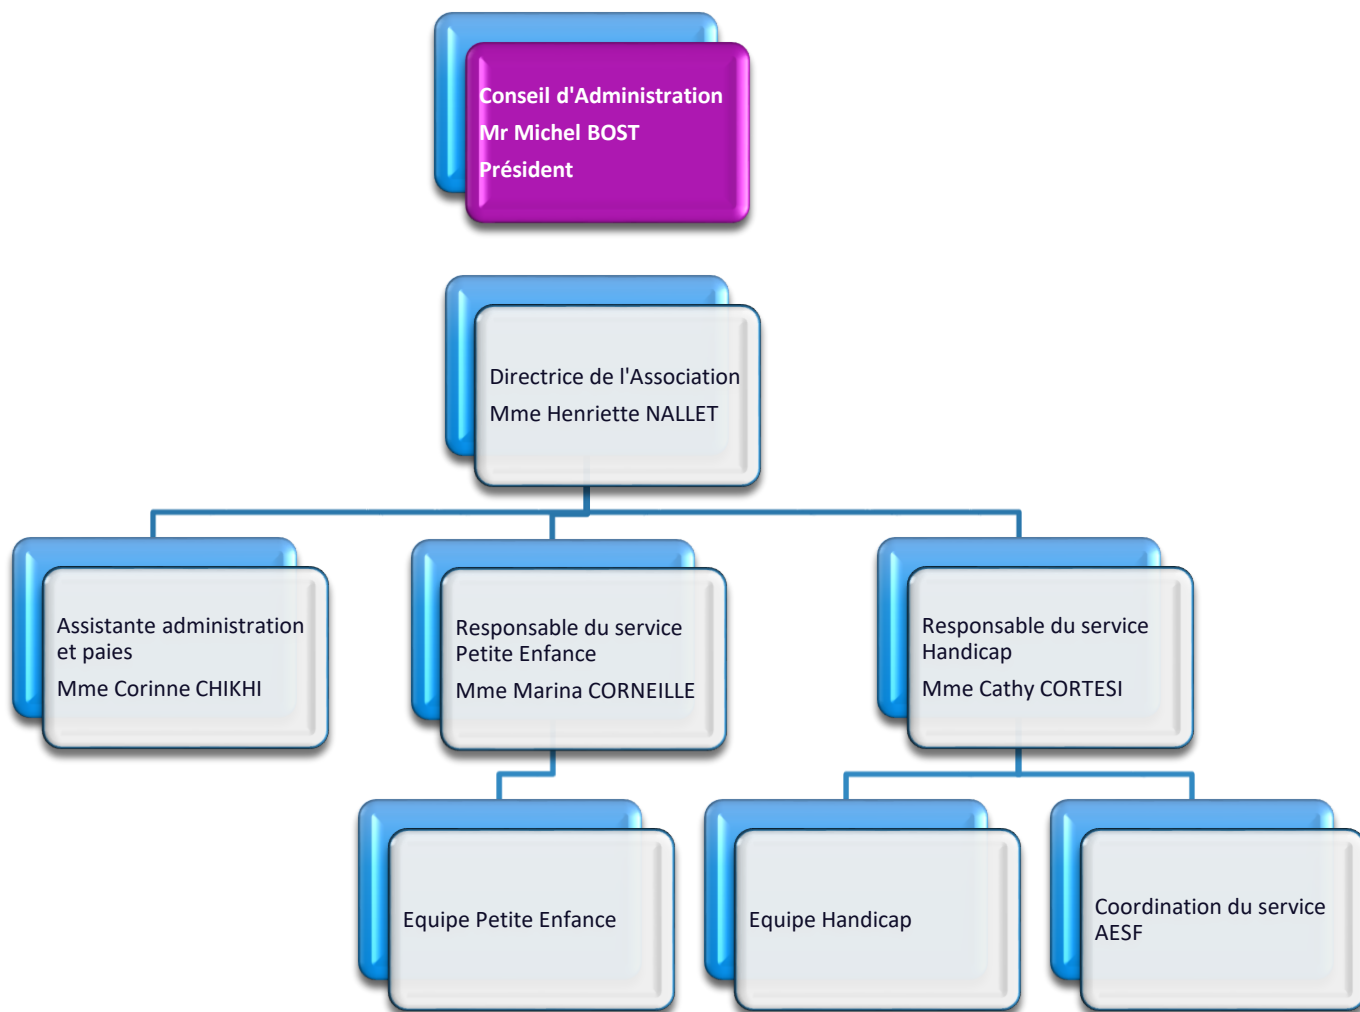 Conseil d'Administration
Mr Michel BOST
Président
Directrice de l'Association
Mme Henriette NALLET
Assistante administration
et paies
Mme Corinne CHIKHI
Responsable du service
Petite Enfance
Mme Marina CORNEILLE
Responsable du service
Handicap
Mme Cathy CORTESI
Equipe Petite Enfance
Equipe Handicap
Coordination du service
AESF